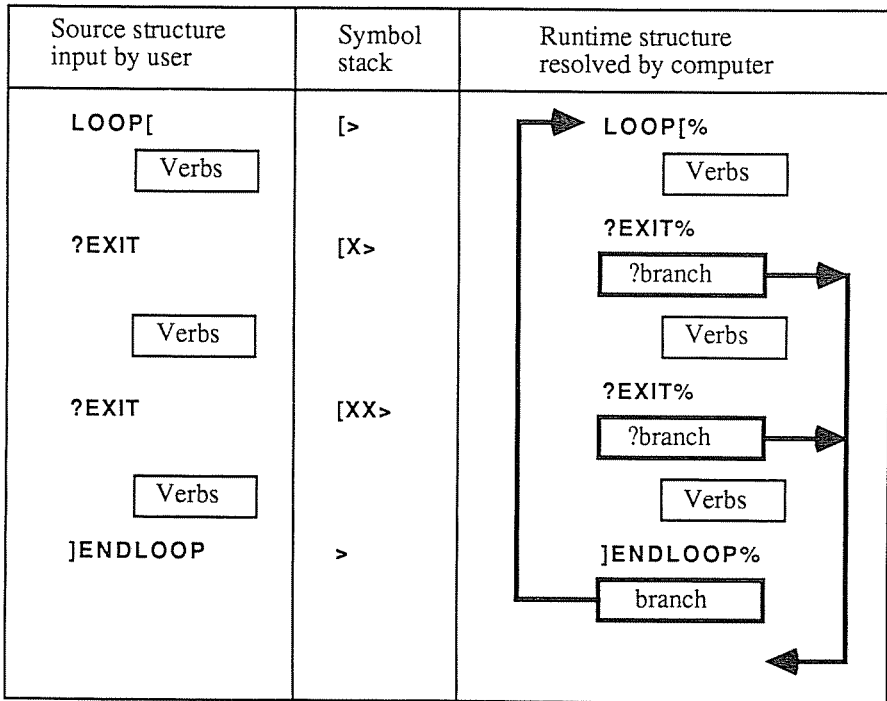 Source structure
input by user
Symbol
stack
Runtime structure
resolved by computer
LOOP[
[>
LOOP[%
Verbs
Verbs
?EXIT
[X>
?EXIT%
?branch
Verbs
Verbs
?EXIT
[XX>
?EXIT%
?branch
Verbs
Verbs
]ENDLOOP
>
]ENDLOOP%
branch